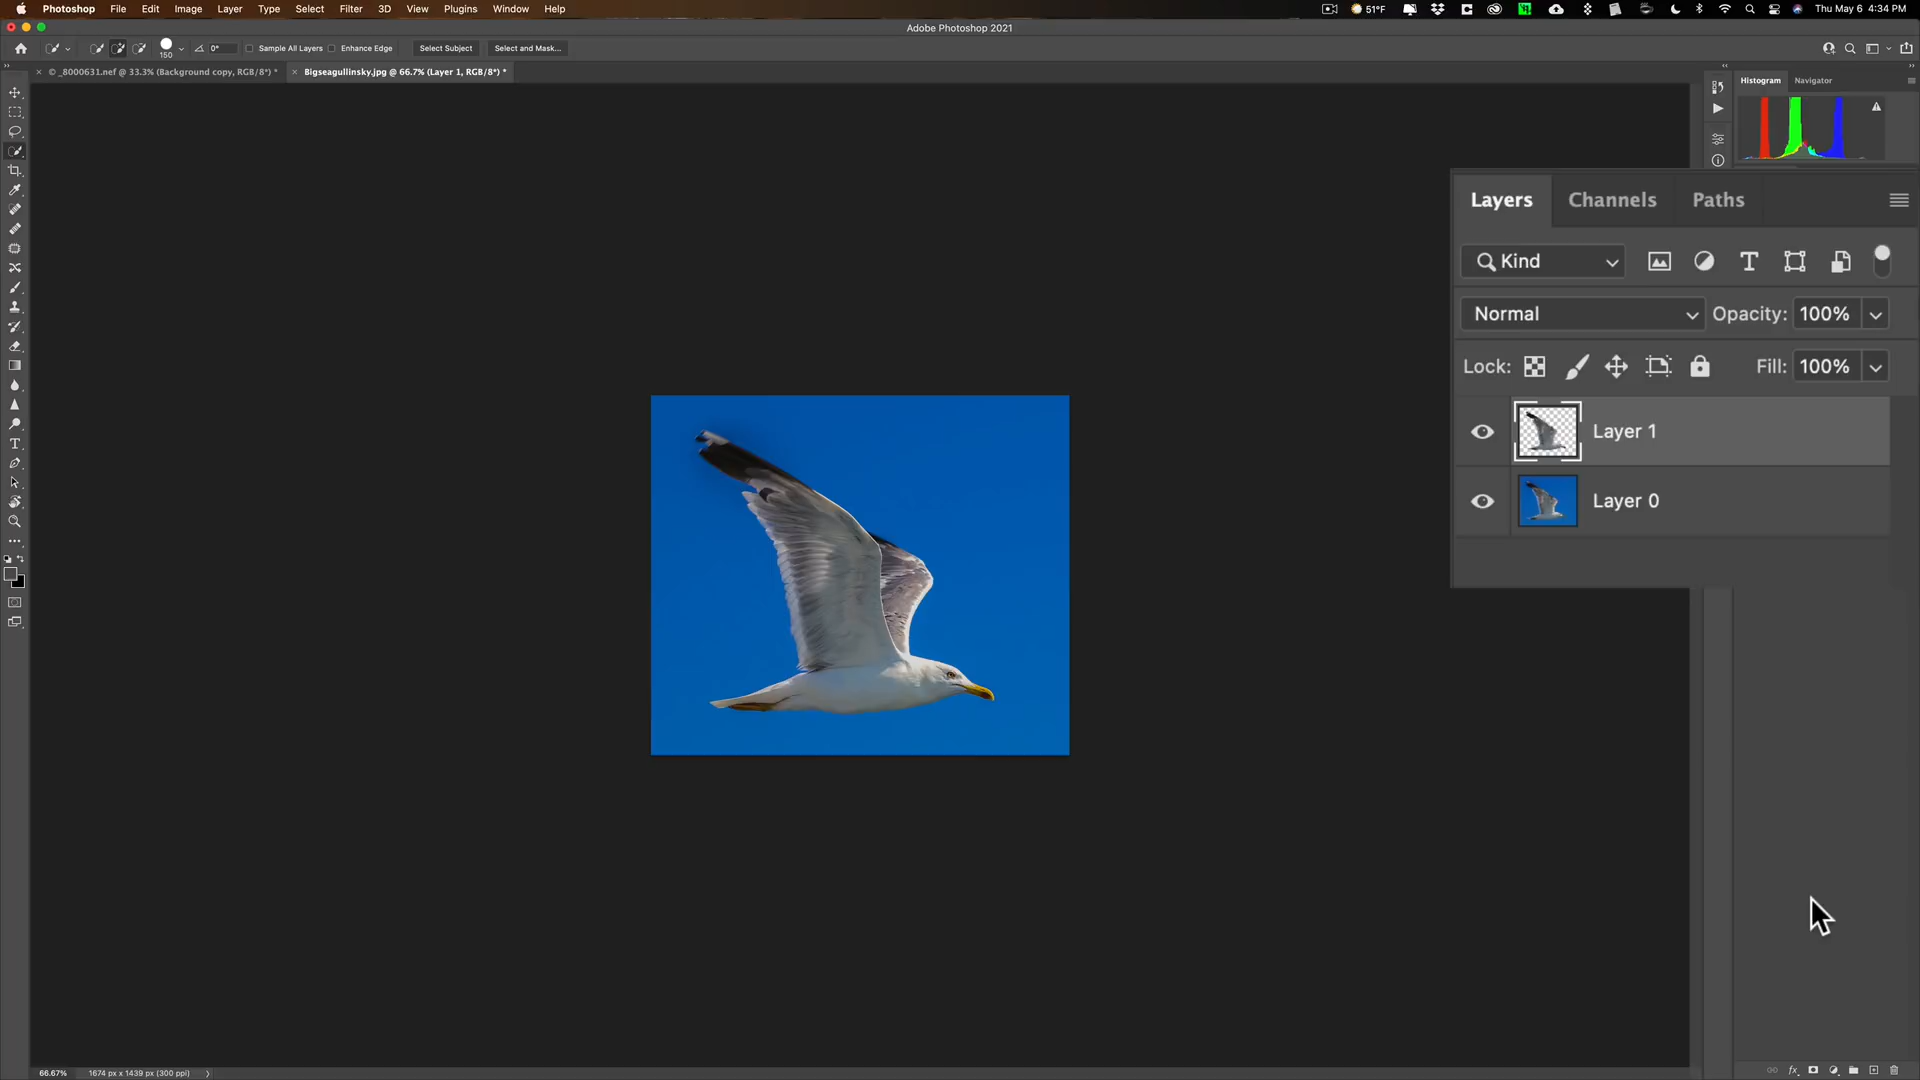 Photoshop File Edit Image Layer Type Select Filter 3D View Plugins Window Help 51°F Thu May 6 4:34 PM
Adobe Photoshop 2021
150 0° Sample All Layers Enhance Edge Select Subject Select and Mask...
× © _8000631.nef @ 33.3% (Background copy, RGB/8*) * × Bigseagullinsky.jpg @ 66.7% (Layer 1, RGB/8*) *
Histogram Navigator
Layers Channels Paths
Kind
Normal Opacity: 100%
Lock: Fill: 100%
Layer 1
Layer 0
66.67% 1674 px x 1439 px (300 ppi)